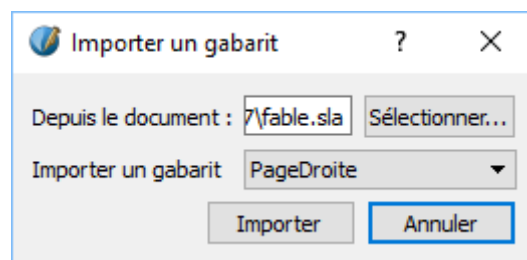 Importer un gabarit ?
Depuis le document : 7\fable.sla Sélectionner...
Importer un gabarit PageDroite
Importer Annuler